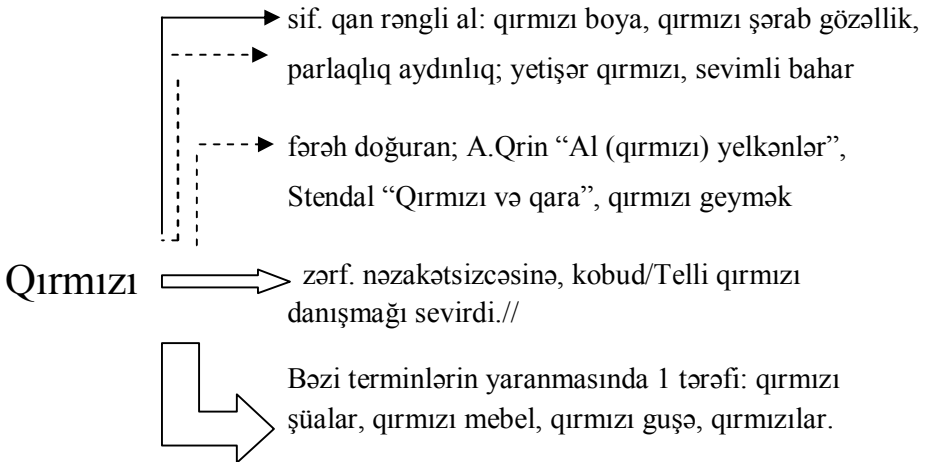 sif. qan rəngli al: qırmızı boya, qırmızı şərab gözəllik,
parlaqlıq aydınlıq; yetişər qırmızı, sevimli bahar
fərəh doğuran; A.Qrin “Al (qırmızı) yelkənlər”,
Stendal “Qırmızı və qara”, qırmızı geymək
Qırmızı
zərf. nəzakətsizcəsinə, kobud/Telli qırmızı
danışmağı sevirdi.//
Bəzi terminlərin yaranmasında 1 tərəfi: qırmızı
şüalar, qırmızı mebel, qırmızı guşə, qırmızılar.